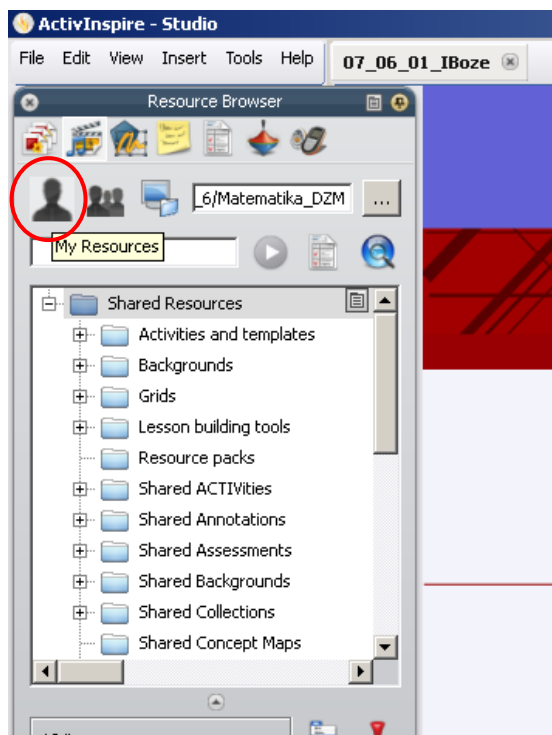 ActivInspire - Studio
File Edit View Insert Tools Help 07_06_01_IBoze
Resource Browser
_6/Matematika_DZM ...
My Resources
Shared Resources
Activities and templates
Backgrounds
Grids
Lesson building tools
Resource packs
Shared ACTIVities
Shared Annotations
Shared Assessments
Shared Backgrounds
Shared Collections
Shared Concept Maps